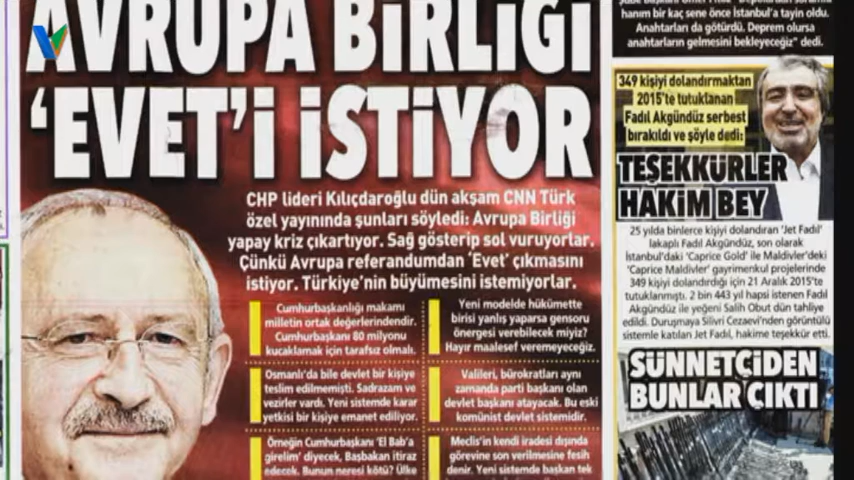 AVRUPA BİRLİĞİ
'EVET'İ İSTİYOR
CHP lideri Kılıçdaroğlu dün akşam CNN Türk
özel yayınında şunları söyledi: Avrupa Birliği
yapay kriz çıkartıyor. Sağ gösterip sol vuruyorlar.
Çünkü Avrupa referandumdan 'Evet' çıkmasını
istiyor. Türkiye'nin büyümesini istemiyorlar.
Cumhurbaşkanlığı makamı
milletin ortak değerlerindendir.
Cumhurbaşkanı 80 milyonu
kucaklamak için tarafsız olmalı.
Osmanlı'da bile devlet bir kişiye
teslim edilmemişti. Sadrazam ve
vezirler vardı. Yeni sistemde karar
yetkisi bir kişiye emanet ediliyor.
Örneğin Cumhurbaşkanı 'El Bab'a
girelim' diyecek, Başbakan itiraz
edecek. Bunun neresi kötü? Ülke
Yeni modelde hükümette
birisi yanlış yaparsa gensoru
önergesi verebilecek miyiz?
Hayır maalesef veremeyeceğiz.
Valileri, bürokratları aynı
zamanda parti başkanı olan
devlet başkanı atayacak. Bu eski
komünist devlet sistemidir.
Meclis'in kendi iradesi dışında
görevine son verilmesine fesih
denir. Yeni sistemde başkan tek
hanım bir kaç sene önce İstanbul'a tayin oldu.
Anahtarları da götürdü. Deprem olursa
anahtarların gelmesini bekleyeceğiz" dedi.
349 kişiyi dolandırmaktan
2015'te tutuklanan
Fadıl Akgündüz serbest
bırakıldı ve şöyle dedi:
TEŞEKKÜRLER
HAKİM BEY
25 yılda binlerce kişiyi dolandıran 'Jet Fadıl'
lakaplı Fadıl Akgündüz, son olarak
İstanbul'daki 'Caprice Gold' ile Maldivler'deki
'Caprice Maldivler' gayrimenkul projelerinde
349 kişiyi dolandırdığı için 21 Aralık 2015'te
tutuklanmıştı. 2 bin 443 yıl hapsi istenen Fadıl
Akgündüz ile yeğeni Salih Obut dün tahliye
edildi. Duruşmaya Silivri Cezaevi'nden görüntülü
sistemle katılan Jet Fadıl, hakime teşekkür etti.
SÜNNETÇİDEN
BUNLAR ÇIKTI